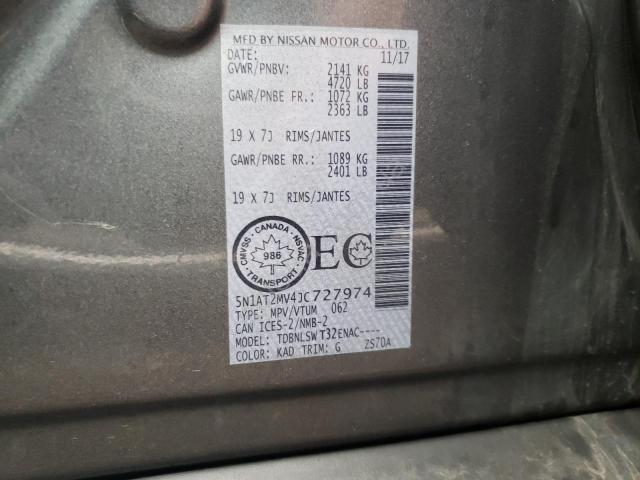 MFD BY NISSAN MOTOR CO., LTD.
DATE: 11/17
GVWR/PNBV: 2141 KG
4720 LB
GAWR/PNBE FR.: 1072 KG
2363 LB
19 X 7J RIMS/JANTES
GAWR/PNBE RR.: 1089 KG
2401 LB
19 X 7J RIMS/JANTES
CMVSS · CANADA · NSVAC
986
TRANSPORT
EC
5N1AT2MV4JC727974
TYPE: MPV/VTUM 062
CAN ICES-2/NMB-2
MODEL: TDBNLSWT32ENAC----
COLOR: KAD TRIM: G ZS70A